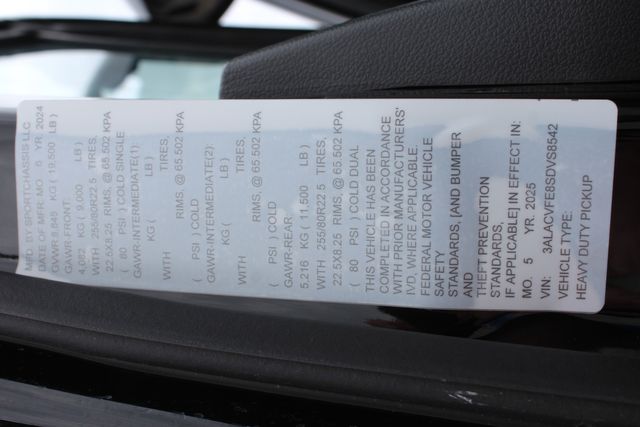 MFD. BY SPORTCHASSIS LLC
DATE OF MFR. MO. 6 YR. 2024
GVWR 8,845 KG ( 19,500 LB )
GAWR-FRONT:
4,082 KG ( 9,000 LB )
WITH 255/80R22.5 TIRES,
22.5X8.25 RIMS, @ 65.502 KPA
( 80 PSI ) COLD SINGLE
GAWR-INTERMEDIATE(1):
KG ( LB )
WITH TIRES,
RIMS, @ 65.502 KPA
( PSI ) COLD
GAWR-INTERMEDIATE(2)
KG ( LB )
WITH TIRES,
RIMS, @ 65.502 KPA
( PSI ) COLD
GAWR-REAR
5,216 KG ( 11,500 LB )
WITH 255/80R22.5 TIRES,
22.5X8.25 RIMS, @ 65.502 KPA
( 80 PSI ) COLD DUAL
THIS VEHICLE HAS BEEN
COMPLETED IN ACCORDANCE
WITH PRIOR MANUFACTURERS'
IVD, WHERE APPLICABLE.
FEDERAL MOTOR VEHICLE
SAFETY
STANDARDS, [AND BUMPER
AND
THEFT PREVENTION
STANDARDS,
IF APPLICABLE] IN EFFECT IN:
MO. 5 YR. 2025
VIN: 3ALACVFE8SDVS8542
VEHICLE TYPE:
HEAVY DUTY PICKUP